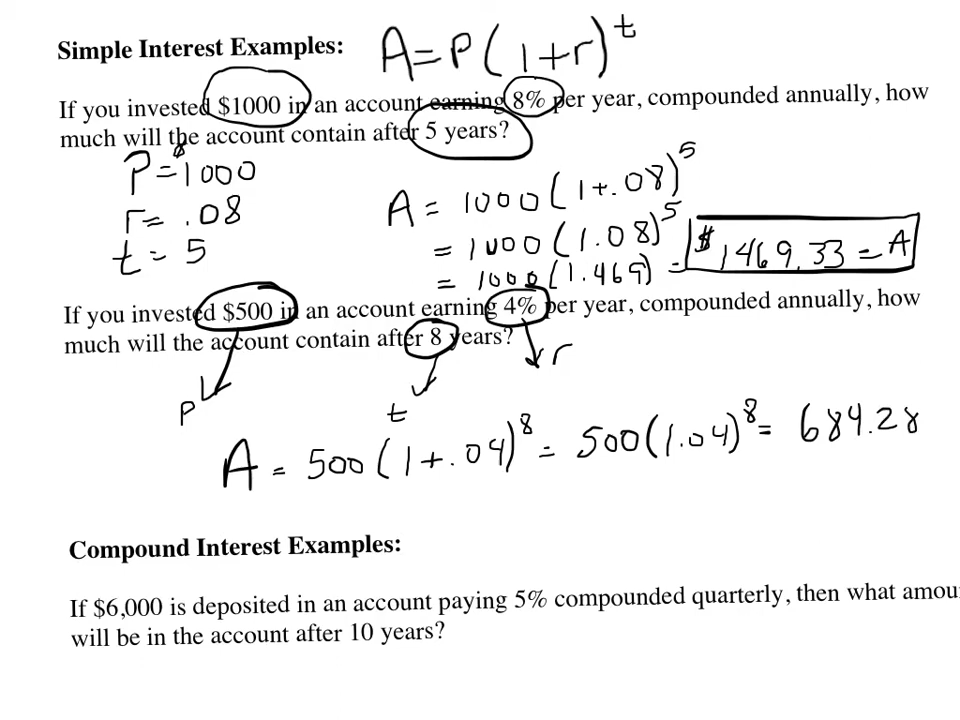 Simple Interest Examples: A=P(1+r)^t
If you invested $1000 in an account earning 8% per year, compounded annually, how
much will the account contain after 5 years?
P=$1000
r= .08
t = 5
A = 1000(1+.08)^5
= 1000(1.08)^5
= 1000(1.469) = $1469.33 = A
If you invested $500 in an account earning 4% per year, compounded annually, how
much will the account contain after 8 years?
P t r
A = 500(1+.04)^8 = 500(1.04)^8 = 684.28
Compound Interest Examples:
If $6,000 is deposited in an account paying 5% compounded quarterly, then what amou
will be in the account after 10 years?